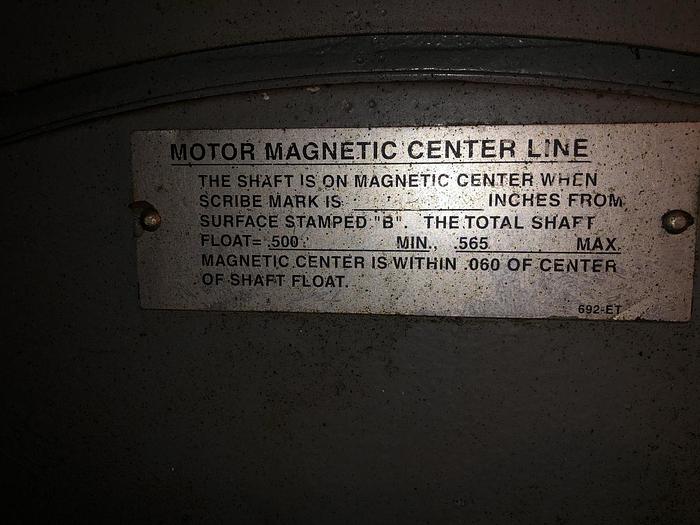 MOTOR MAGNETIC CENTER LINE
THE SHAFT IS ON MAGNETIC CENTER WHEN
SCRIBE MARK IS ____________ INCHES FROM
SURFACE STAMPED "B". THE TOTAL SHAFT
FLOAT= .500 MIN. .565 MAX.
MAGNETIC CENTER IS WITHIN .060 OF CENTER
OF SHAFT FLOAT.
692-ET